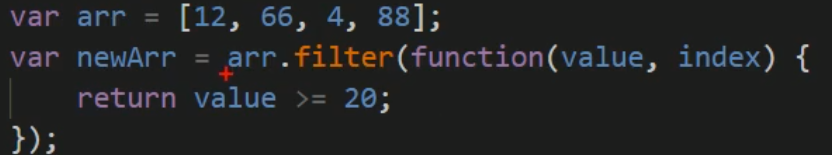 var arr = [12, 66, 4, 88];
var newArr = arr.filter(function(value, index) {
    return value >= 20;
});